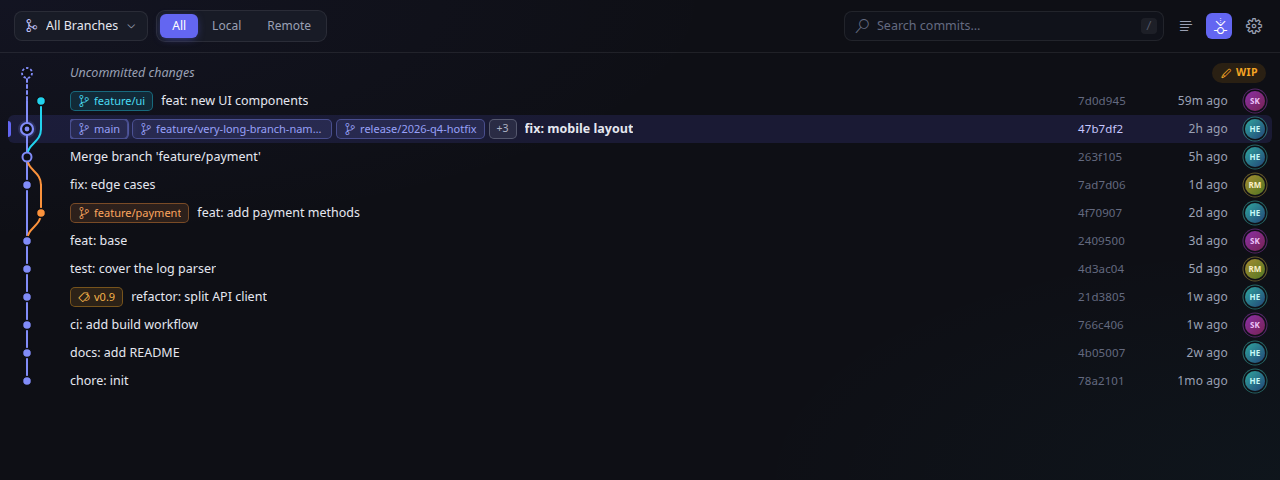 All Branches All Local Remote Search commits... /
Uncommitted changes WIP
feature/ui feat: new UI components 7d0d945 59m ago SK
main feature/very-long-branch-nam... release/2026-q4-hotfix +3 fix: mobile layout 47b7df2 2h ago HE
Merge branch 'feature/payment' 263f105 5h ago HE
fix: edge cases 7ad7d06 1d ago RM
feature/payment feat: add payment methods 4f70907 2d ago HE
feat: base 2409500 3d ago SK
test: cover the log parser 4d3ac04 5d ago RM
v0.9 refactor: split API client 21d3805 1w ago HE
ci: add build workflow 766c406 1w ago SK
docs: add README 4b05007 2w ago HE
chore: init 78a2101 1mo ago HE